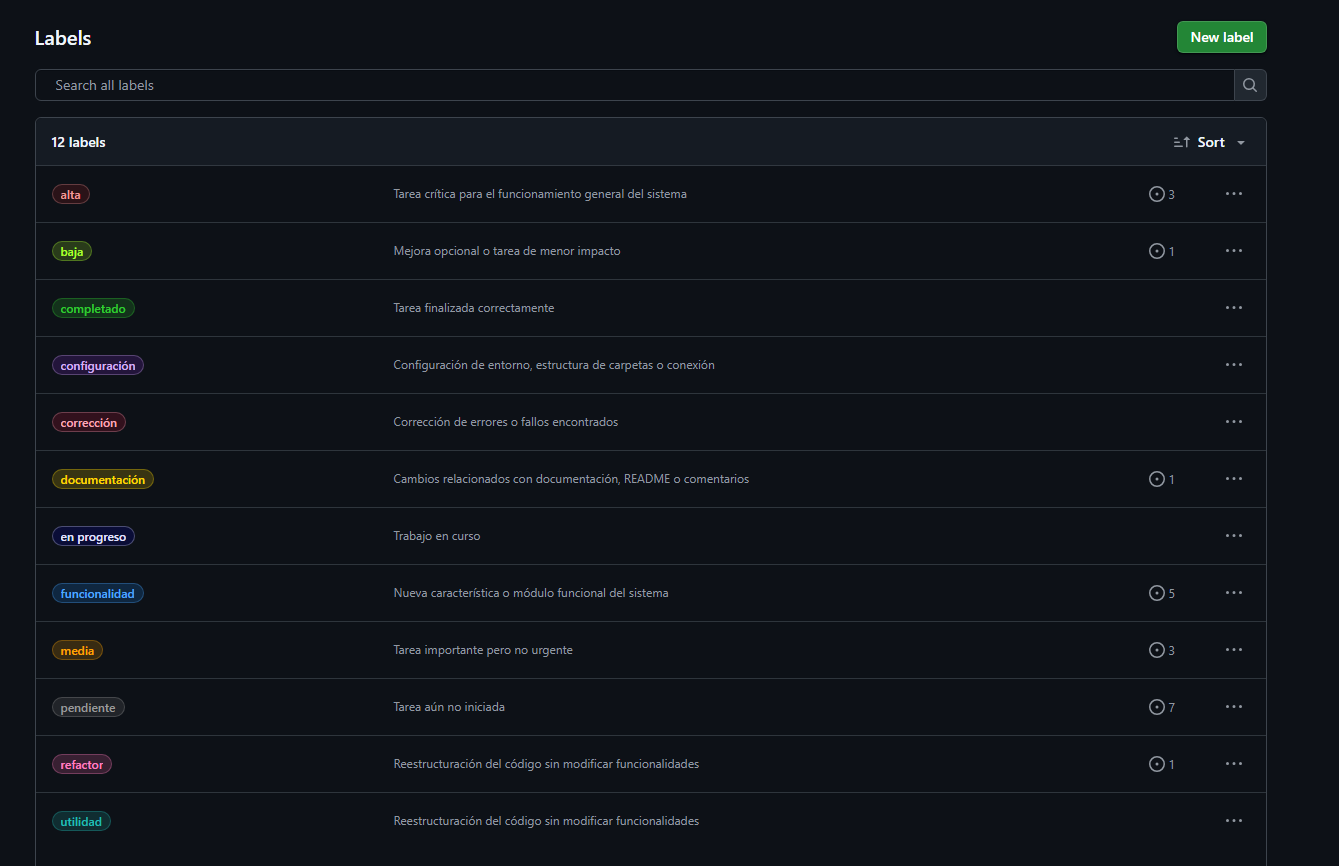 Labels
New label
Search all labels
12 labels
Sort
alta Tarea crítica para el funcionamiento general del sistema 3
baja Mejora opcional o tarea de menor impacto 1
completado Tarea finalizada correctamente
configuración Configuración de entorno, estructura de carpetas o conexión
corrección Corrección de errores o fallos encontrados
documentación Cambios relacionados con documentación, README o comentarios 1
en progreso Trabajo en curso
funcionalidad Nueva característica o módulo funcional del sistema 5
media Tarea importante pero no urgente 3
pendiente Tarea aún no iniciada 7
refactor Reestructuración del código sin modificar funcionalidades 1
utilidad Reestructuración del código sin modificar funcionalidades